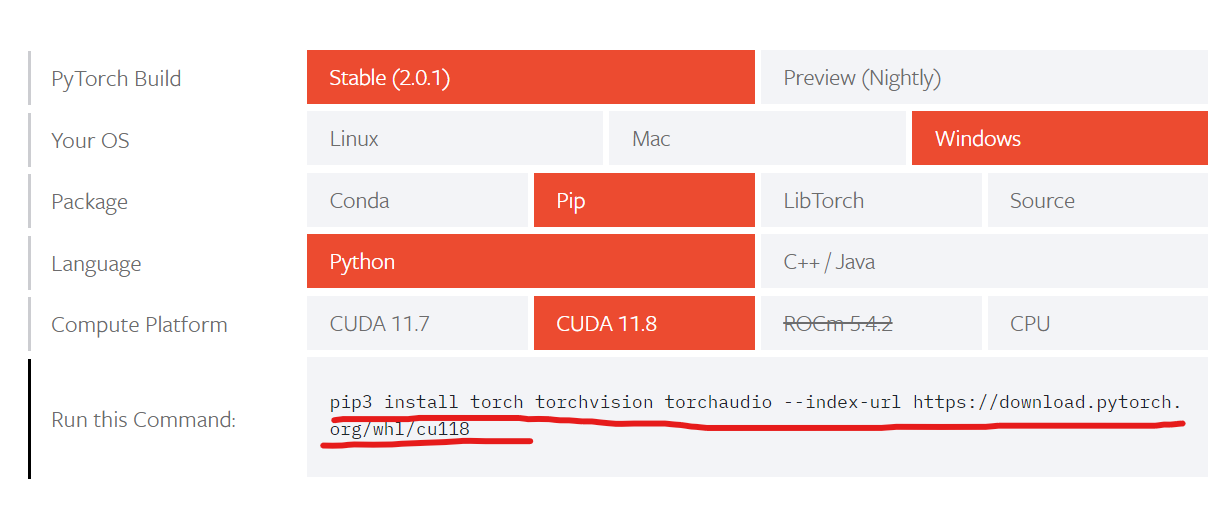 PyTorch Build
Stable (2.0.1)
Preview (Nightly)
Your OS
Linux
Mac
Windows
Package
Conda
Pip
LibTorch
Source
Language
Python
C++ / Java
Compute Platform
CUDA 11.7
CUDA 11.8
ROCm 5.4.2
CPU
Run this Command:
pip3 install torch torchvision torchaudio --index-url https://download.pytorch.
org/whl/cu118